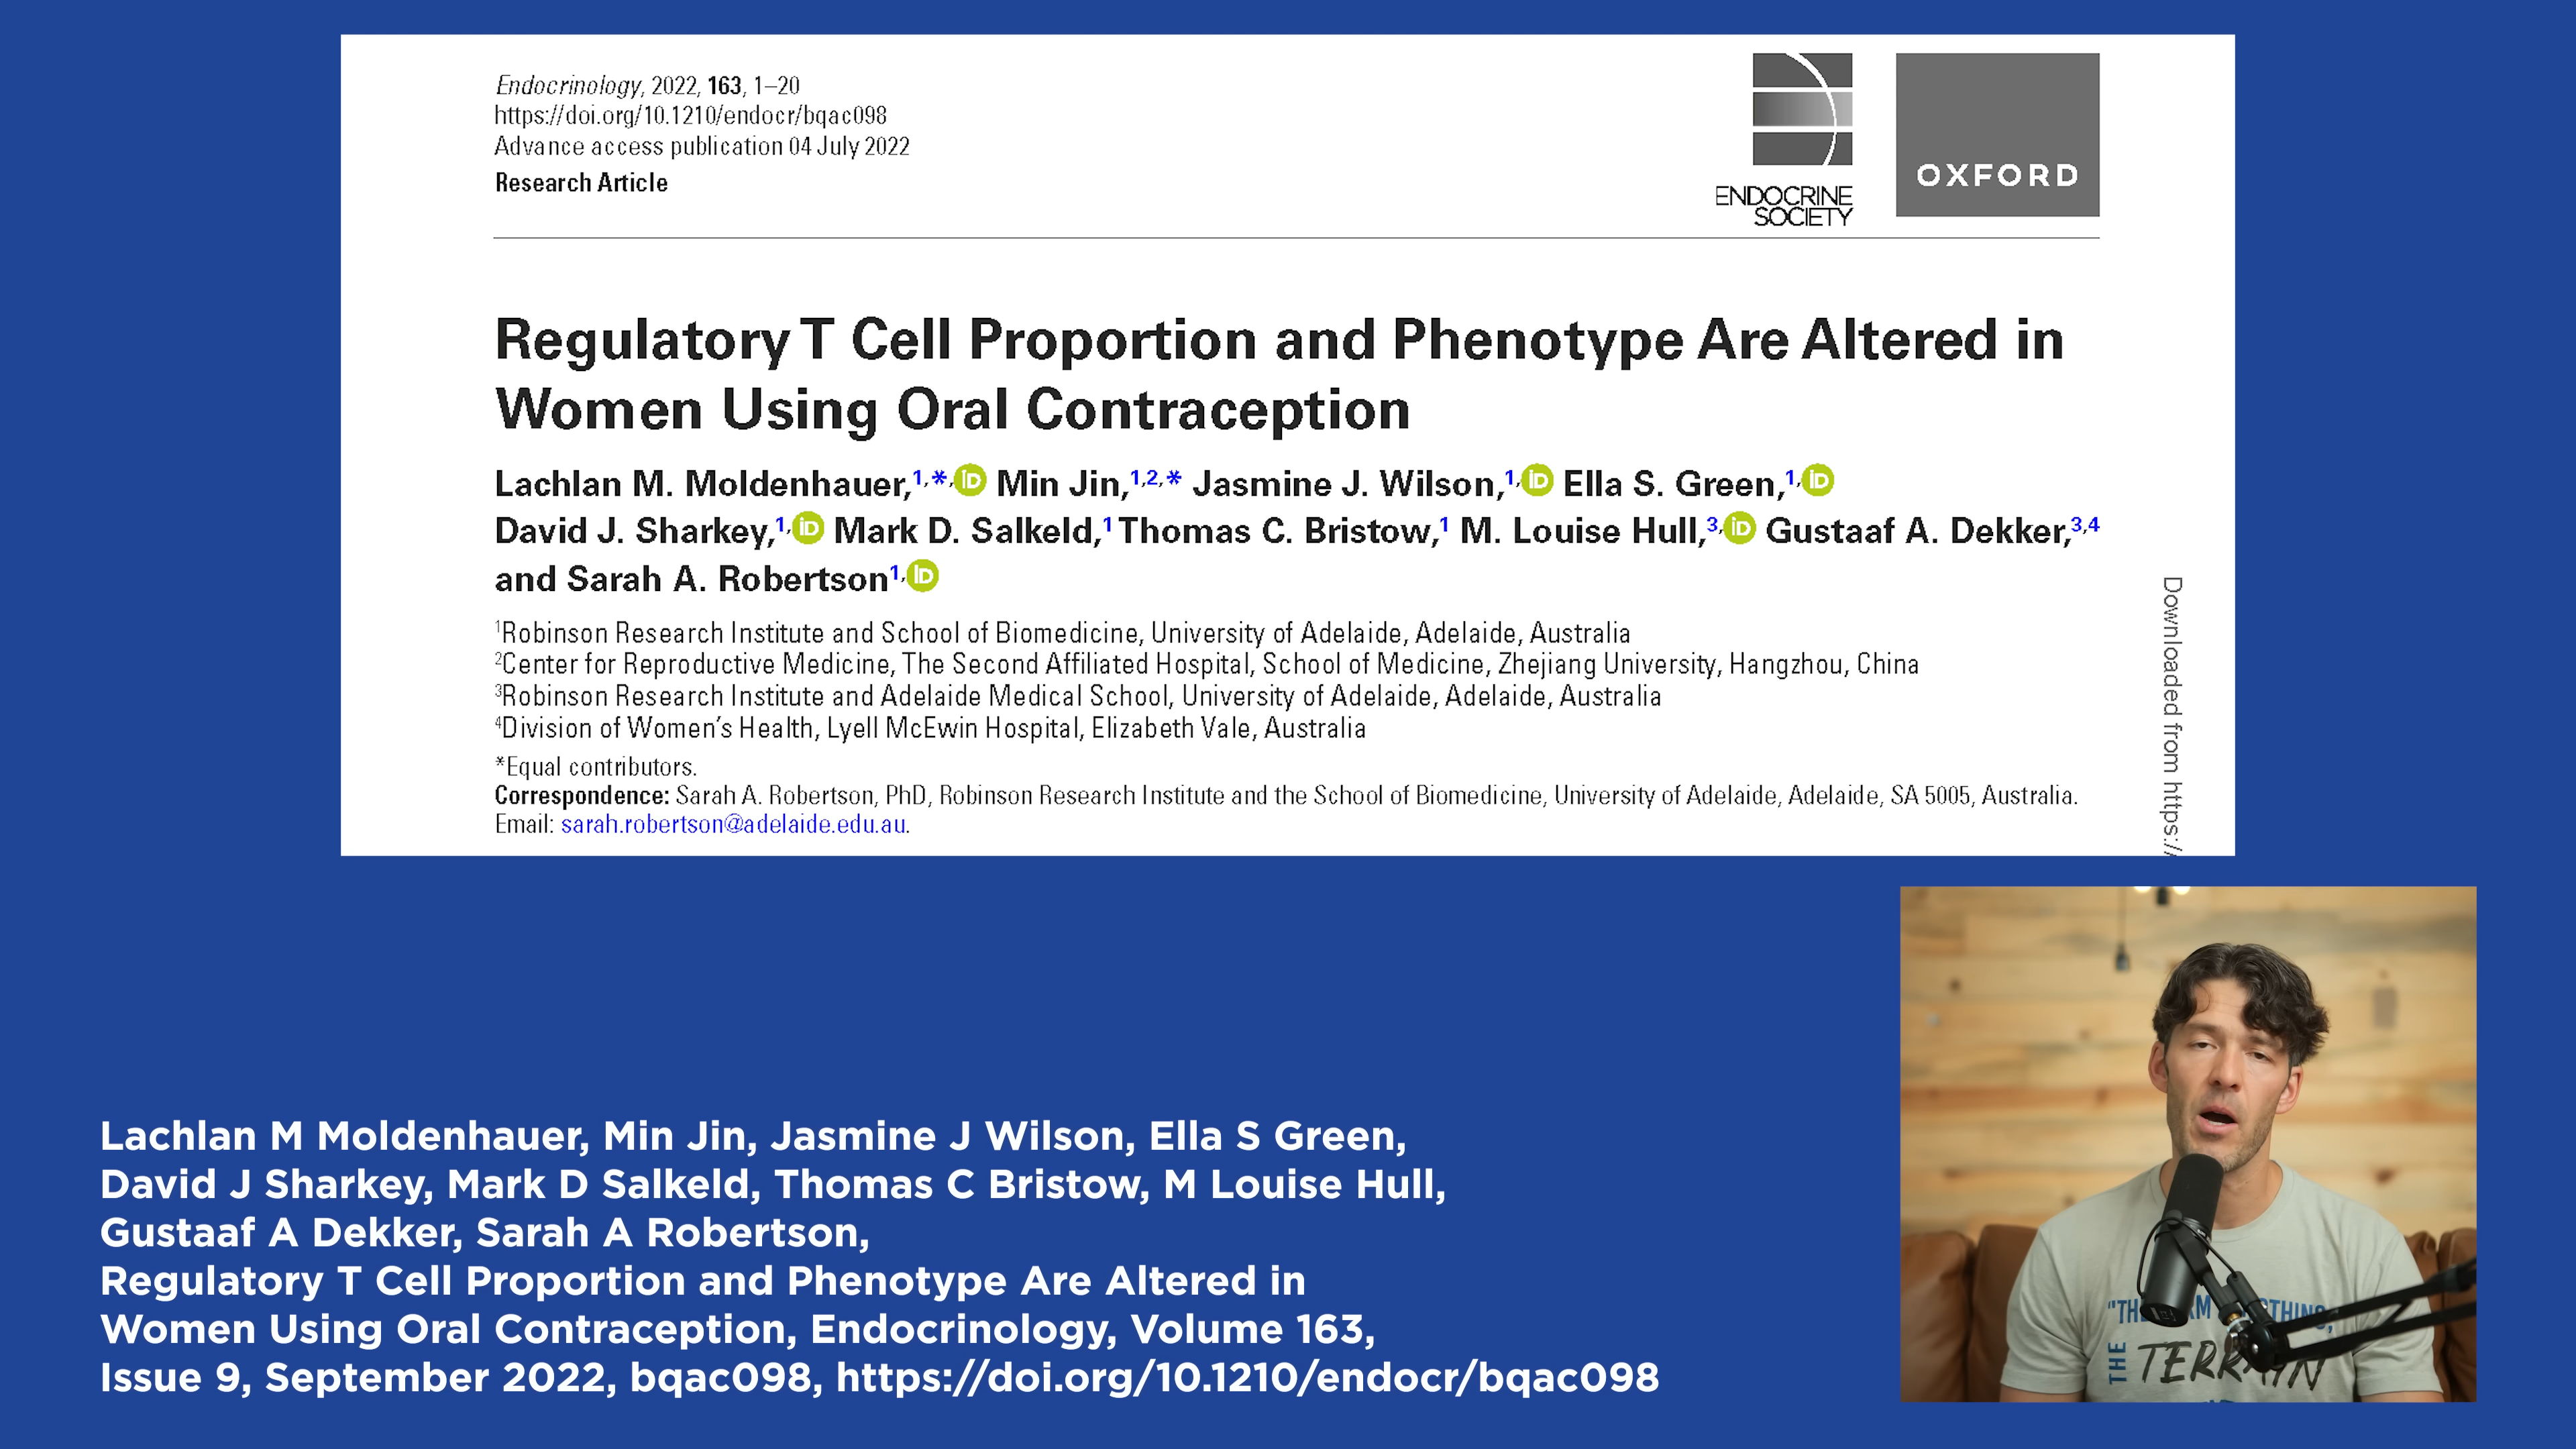 Endocrinology, 2022, 163, 1–20
https://doi.org/10.1210/endocr/bqac098
Advance access publication 04 July 2022
Research Article
ENDOCRINE
SOCIETY
OXFORD
Regulatory T Cell Proportion and Phenotype Are Altered in
Women Using Oral Contraception
Lachlan M. Moldenhauer,1,*, iD Min Jin,1,2,* Jasmine J. Wilson,1, iD Ella S. Green,1, iD
David J. Sharkey,1, iD Mark D. Salkeld,1 Thomas C. Bristow,1 M. Louise Hull,3, iD Gustaaf A. Dekker,3,4
and Sarah A. Robertson1, iD
1Robinson Research Institute and School of Biomedicine, University of Adelaide, Adelaide, Australia
2Center for Reproductive Medicine, The Second Affiliated Hospital, School of Medicine, Zhejiang University, Hangzhou, China
3Robinson Research Institute and Adelaide Medical School, University of Adelaide, Adelaide, Australia
4Division of Women's Health, Lyell McEwin Hospital, Elizabeth Vale, Australia
*Equal contributors.
Correspondence: Sarah A. Robertson, PhD, Robinson Research Institute and the School of Biomedicine, University of Adelaide, Adelaide, SA 5005, Australia.
Email: sarah.robertson@adelaide.edu.au.
Downloaded from https://
Lachlan M Moldenhauer, Min Jin, Jasmine J Wilson, Ella S Green,
David J Sharkey, Mark D Salkeld, Thomas C Bristow, M Louise Hull,
Gustaaf A Dekker, Sarah A Robertson,
Regulatory T Cell Proportion and Phenotype Are Altered in
Women Using Oral Contraception, Endocrinology, Volume 163,
Issue 9, September 2022, bqac098, https://doi.org/10.1210/endocr/bqac098
THE TERRAIN